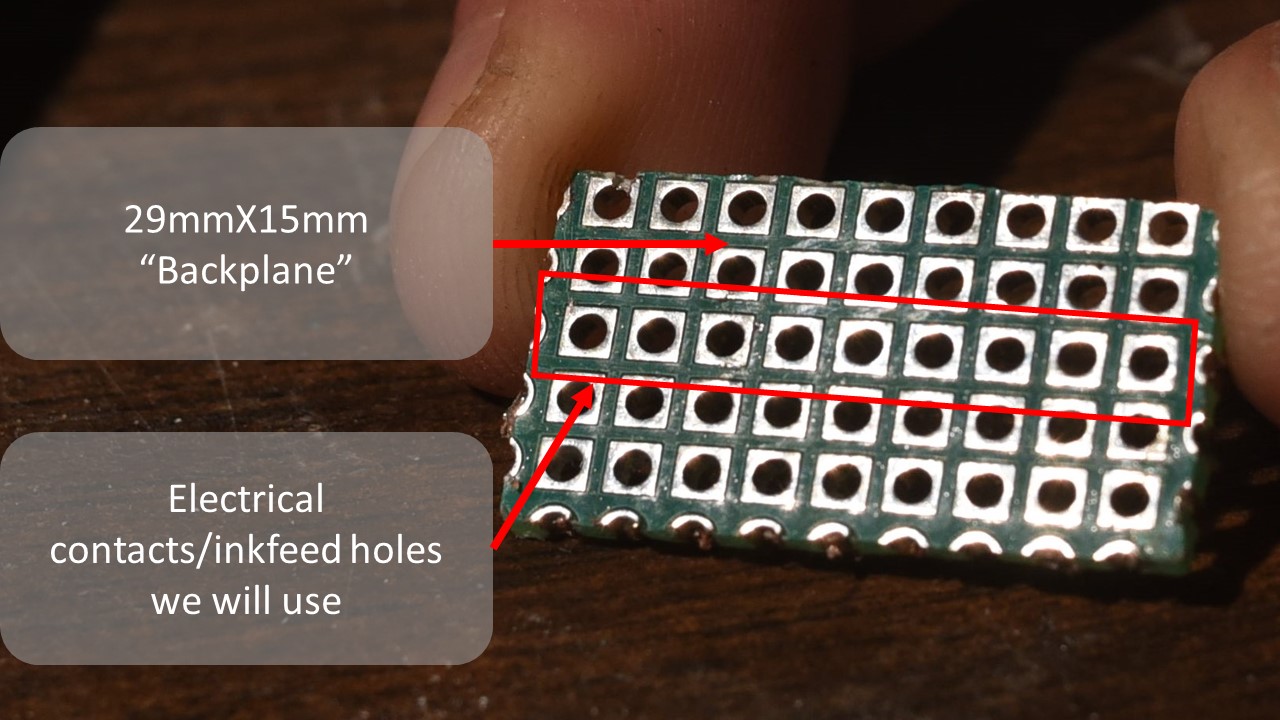 29mmX15mm
“Backplane”
Electrical
contacts/inkfeed holes
we will use